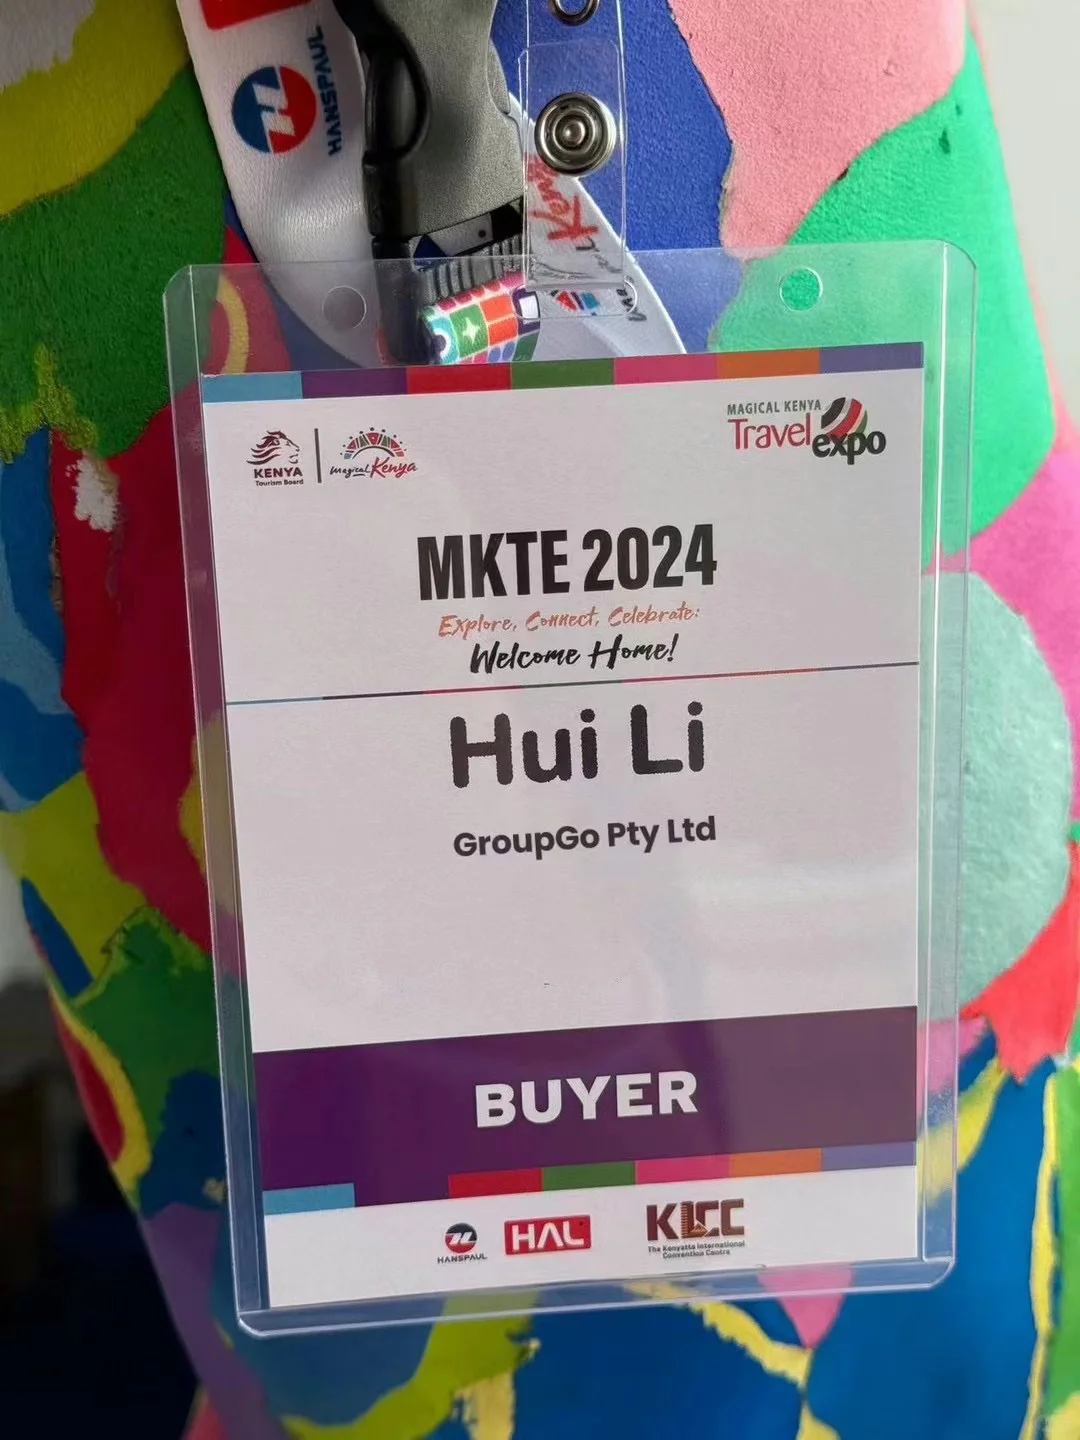 HANSPAUL
Kenya
KENYA
Tourism Board
magical Kenya
MAGICAL KENYA
Travel expo
MKTE 2024
Explore, Connect, Celebrate:
Welcome Home!
Hui Li
GroupGo Pty Ltd
BUYER
HANSPAUL
HAL
KICC
The Kenyatta International
Convention Centre